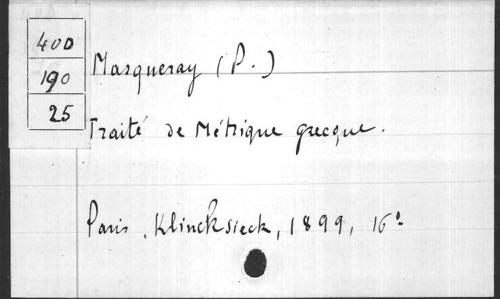 400
190
25
Masqueray (P.)
Traité de Métrique grecque.
Paris, Klincksieck, 1899, 16°